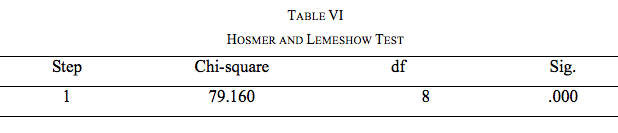 TABLE VI
HOSMER AND LEMESHOW TEST
Step Chi-square df Sig.
1 79.160 8 .000